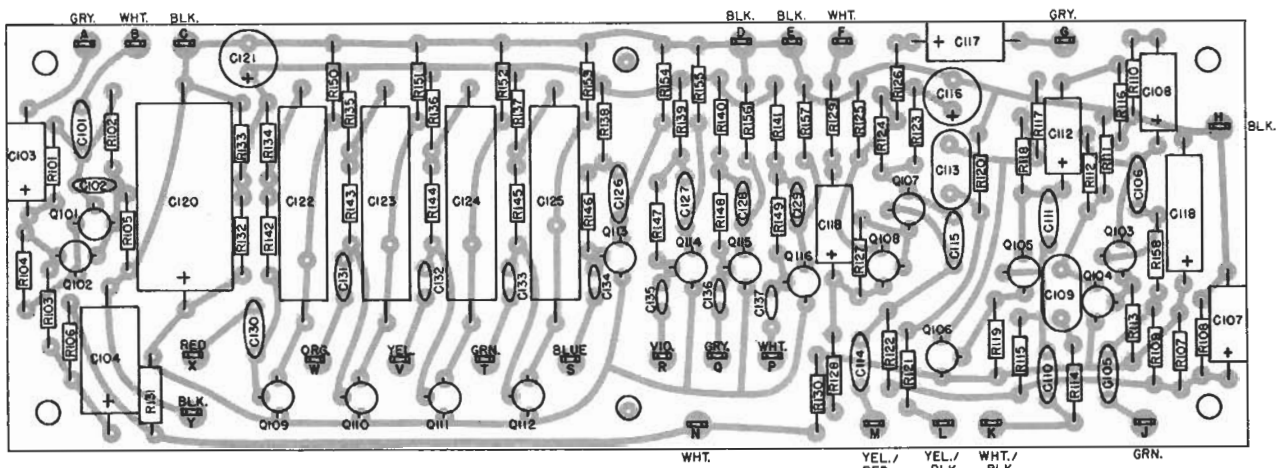 GRY. WHT. BLK. BLK. BLK. WHT. GRY.
A B C D E F G
C121 C117
R150 R151 R152 R153 R154 R155 R126 C116 R110 C108
C101 R102 R133 R134 R135 R136 R137 R138 R139 R140 R156 R141 R157 R129 R125 R124 R123 R117 C112 R116 H BLK.
C103 R101 C113 R120 R118 R112 R111
C102 C126 C127 C128 C129 C106
Q101 R105 C120 R132 R142 C122 R143 C123 R144 C124 R145 C125 R146 R147 R148 R149 C118 Q107 C115 C111 C118
R104 Q102 Q113 Q114 Q115 Q116 R127 Q108 Q105 Q103 R158
R103 C131 C132 C133 C134 C135 C136 C137 C109 Q104
R106 C104 C130 R113 R109 R107 R108 C107
RED ORG. YEL. GRN. BLUE VIO. GRY. WHT. Q106 R119 R115
X W V T S R Q P
R131 R130 R128 C114 R122 R121 C110 R114 C105
BLK.
Y Q109 Q110 Q111 Q112 N M L K J
WHT. YEL./ YEL./ WHT./ GRN.
RED BLK BLK